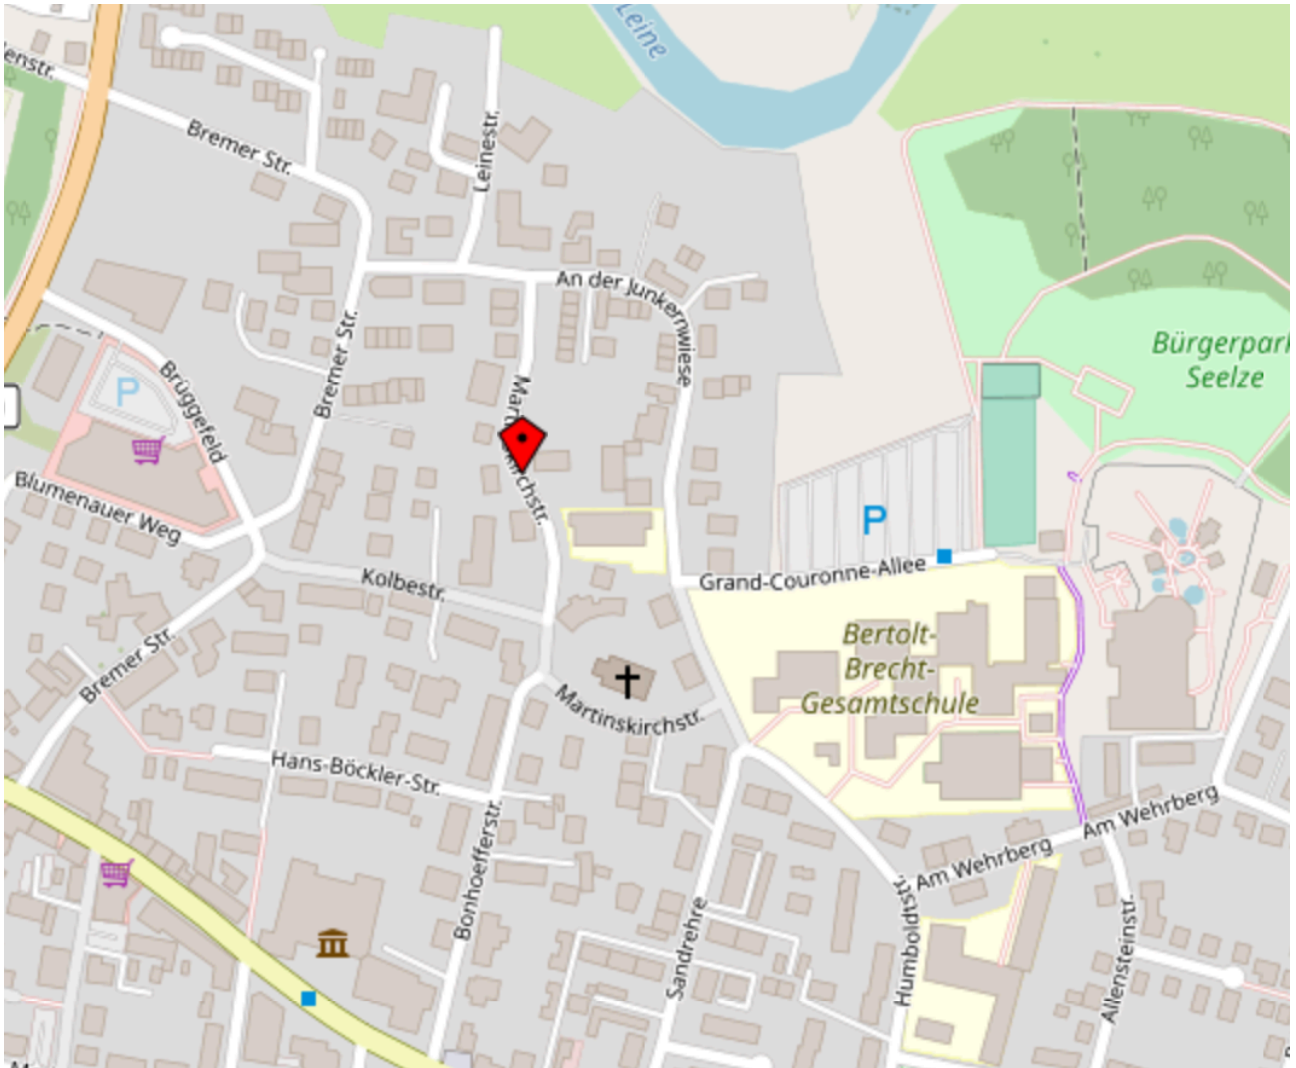 Leine
enstr.
Bremer Str.
Leinestr.
An der Junkernwiese
Bürgerpark
Seelze
Bremer Str.
Brüggefeld
P
Blumenauer Weg
P
Kolbestr.
Grand-Couronne-Allee
Bertolt-
Brecht-
Gesamtschule
Bremer Str.
Martinskirchstr.
Hans-Böckler-Str.
Bonhoefferstr.
Am Wehrberg
Am Wehrberg
Sandrehre
Humboldtstr.
Allensteinstr.